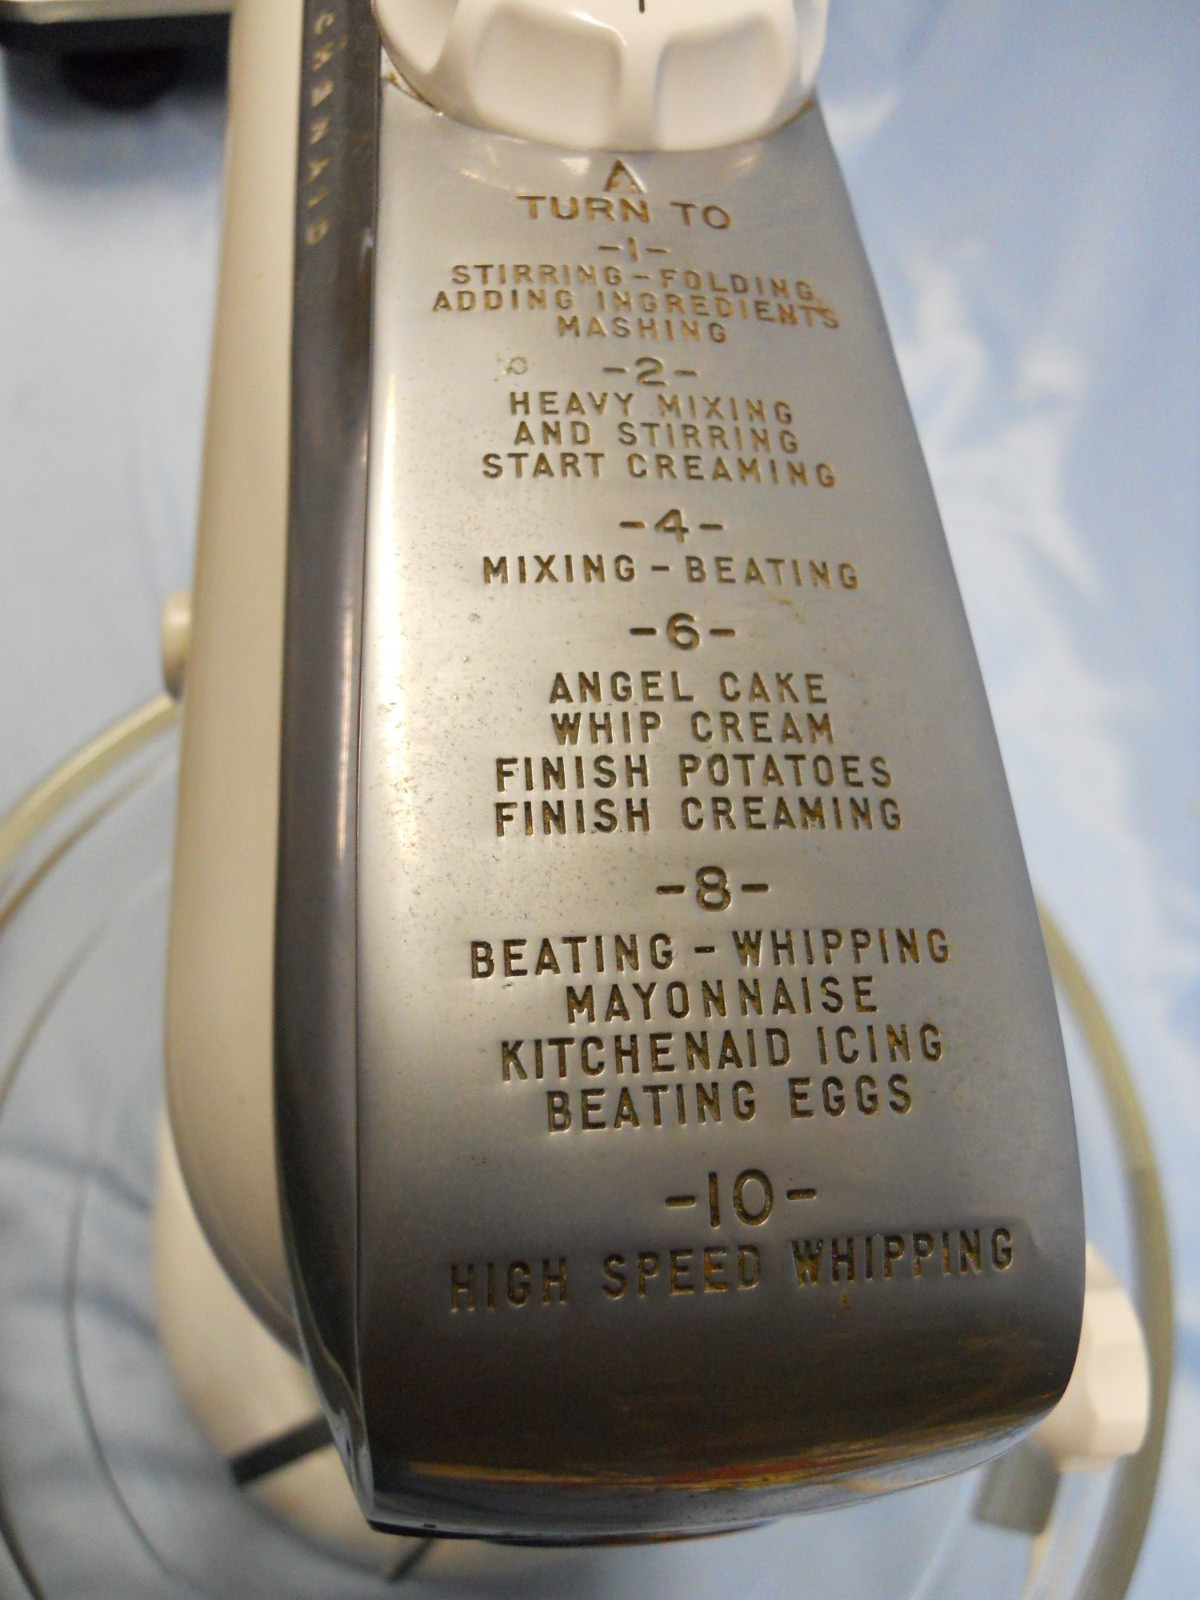 CHENAID
TURN TO
-1-
STIRRING-FOLDING
ADDING INGREDIENTS
MASHING
-2-
HEAVY MIXING
AND STIRRING
START CREAMING
-4-
MIXING-BEATING
-6-
ANGEL CAKE
WHIP CREAM
FINISH POTATOES
FINISH CREAMING
-8-
BEATING-WHIPPING
MAYONNAISE
KITCHENAID ICING
BEATING EGGS
-10-
HIGH SPEED WHIPPING